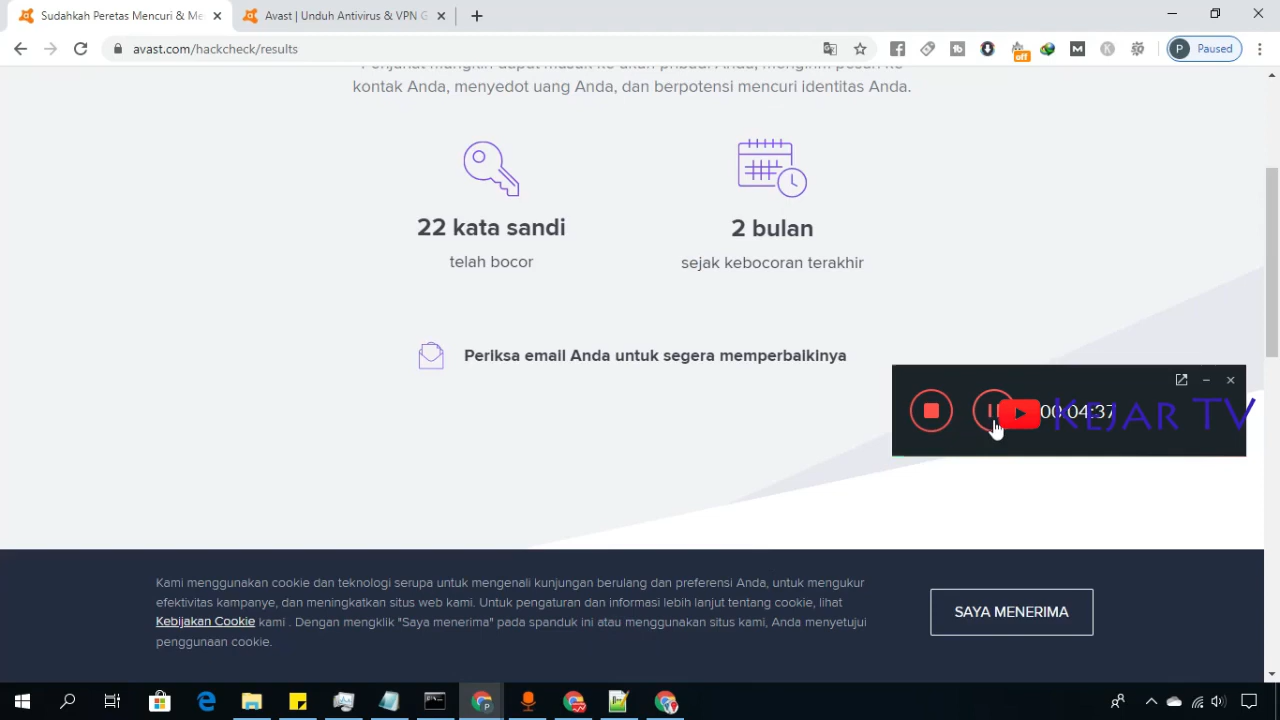 Sudahkah Peretas Mencuri & Me
Avast | Unduh Antivirus & VPN G
avast.com/hackcheck/results
off
P Paused
kontak Anda, menyedot uang Anda, dan berpotensi mencuri identitas Anda.
22 kata sandi
telah bocor
2 bulan
sejak kebocoran terakhir
Periksa email Anda untuk segera memperbaikinya
00:04:37
KEJAR TV
Kami menggunakan cookie dan teknologi serupa untuk mengenali kunjungan berulang dan preferensi Anda, untuk mengukur
efektivitas kampanye, dan meningkatkan situs web kami. Untuk pengaturan dan informasi lebih lanjut tentang cookie, lihat
Kebijakan Cookie kami . Dengan mengklik "Saya menerima" pada spanduk ini atau menggunakan situs kami, Anda menyetujui
penggunaan cookie.
SAYA MENERIMA